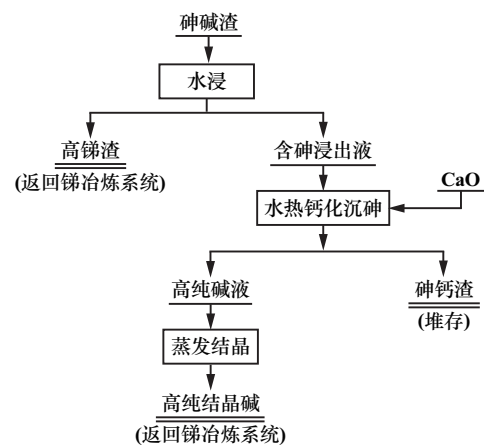 砷碱渣
水浸
高锑渣
(返回锑冶炼系统)
含砷浸出液
CaO
水热钙化沉砷
高纯碱液
砷钙渣
(堆存)
蒸发结晶
高纯结晶碱
(返回锑冶炼系统)